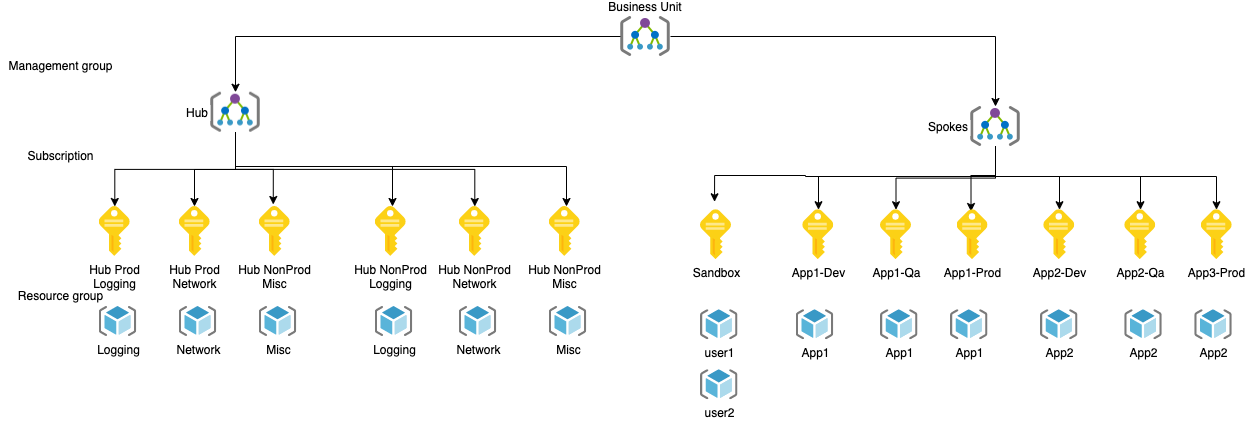 Business Unit
Management group
Hub
Spokes
Subscription
Hub Prod
Logging
Hub Prod
Network
Hub NonProd
Misc
Hub NonProd
Logging
Hub NonProd
Network
Hub NonProd
Misc
Sandbox
App1-Dev
App1-Qa
App1-Prod
App2-Dev
App2-Qa
App3-Prod
Resource group
Logging
Network
Misc
Logging
Network
Misc
user1
App1
App1
App1
App2
App2
App2
user2